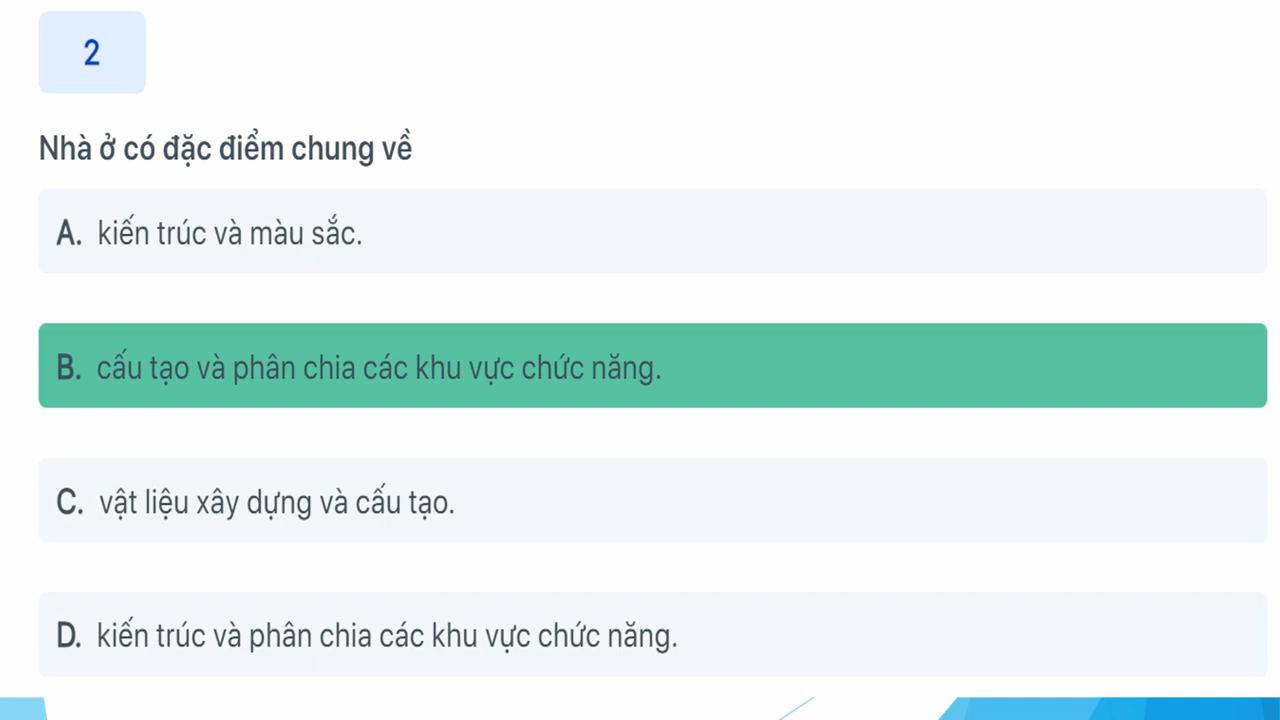 2
Nhà ở có đặc điểm chung về
A. kiến trúc và màu sắc.
B. cấu tạo và phân chia các khu vực chức năng.
C. vật liệu xây dựng và cấu tạo.
D. kiến trúc và phân chia các khu vực chức năng.